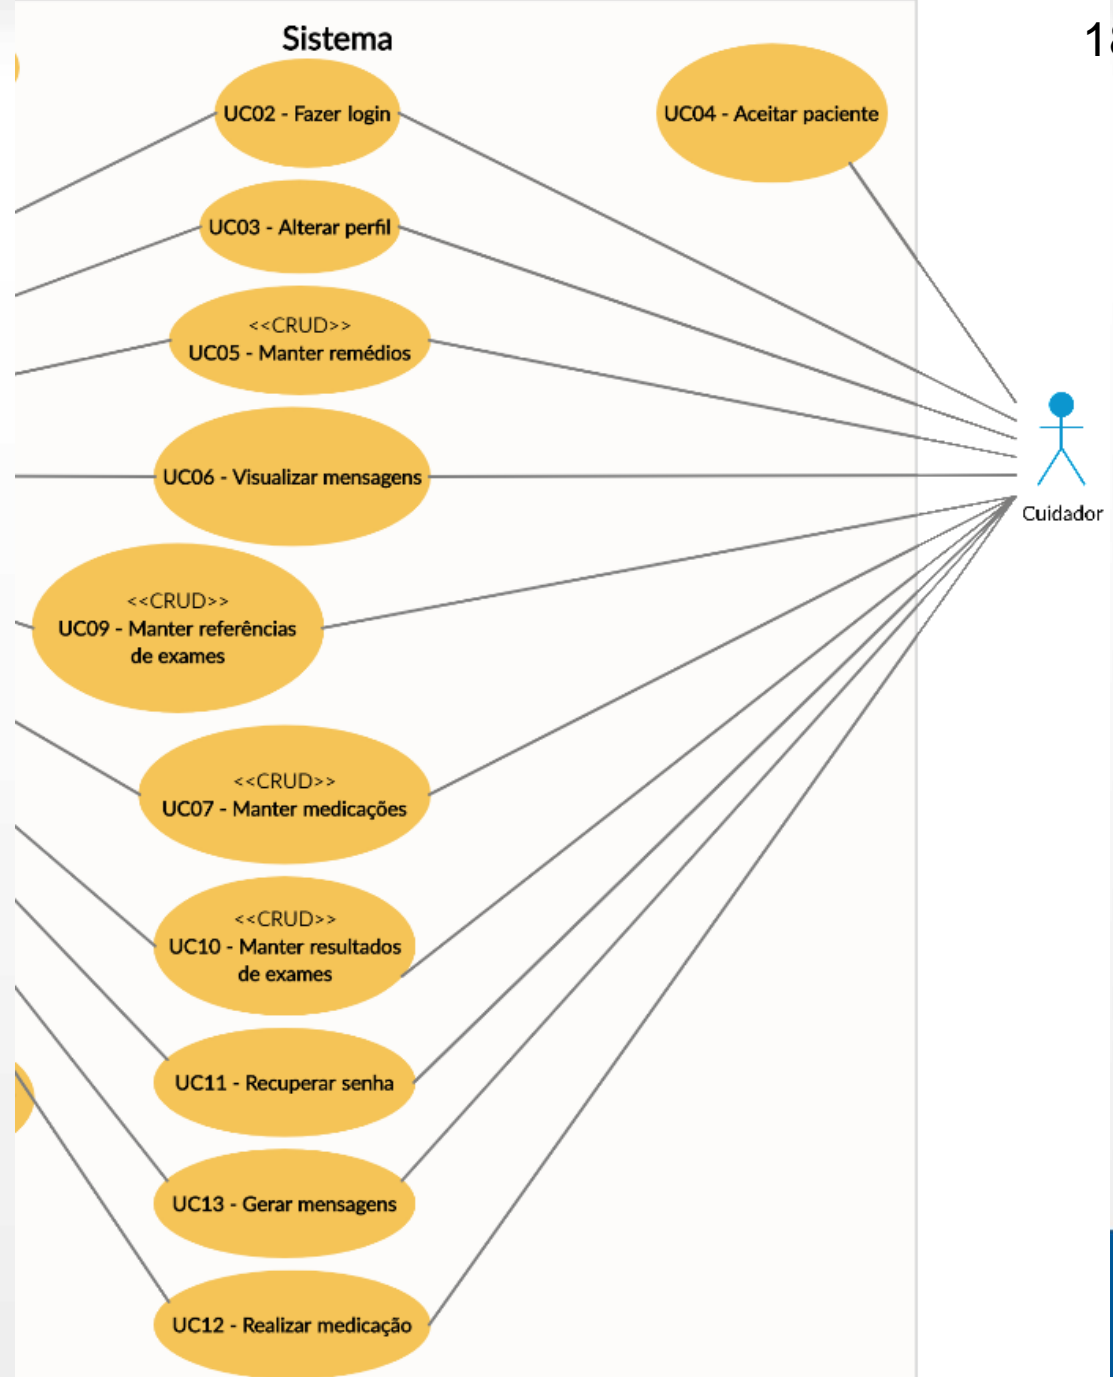 Sistema
UC02 - Fazer login
UC04 - Aceitar paciente
UC03 - Alterar perfil
<<CRUD>>
UC05 - Manter remédios
UC06 - Visualizar mensagens
Cuidador
<<CRUD>>
UC09 - Manter referências
de exames
<<CRUD>>
UC07 - Manter medicações
<<CRUD>>
UC10 - Manter resultados
de exames
UC11 - Recuperar senha
UC13 - Gerar mensagens
UC12 - Realizar medicação